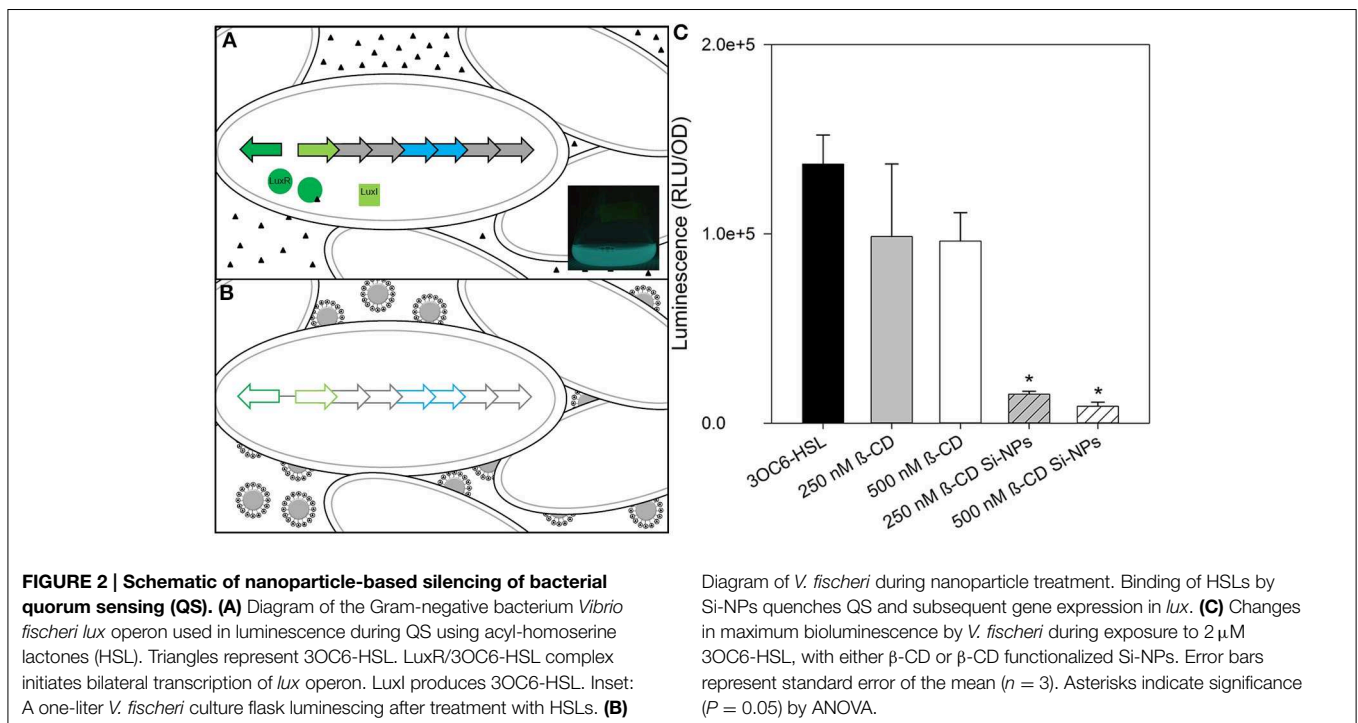 A
LuxR
LuxI
B
C
Luminescence (RLU/OD)
2.0e+5
1.0e+5
0.0
*
*
3OC6-HSL
250 nM ß-CD
500 nM ß-CD
250 nM ß-CD Si-NPs
500 nM ß-CD Si-NPs
FIGURE 2 | Schematic of nanoparticle-based silencing of bacterial
quorum sensing (QS). (A) Diagram of the Gram-negative bacterium Vibrio
fischeri lux operon used in luminescence during QS using acyl-homoserine
lactones (HSL). Triangles represent 3OC6-HSL. LuxR/3OC6-HSL complex
initiates bilateral transcription of lux operon. LuxI produces 3OC6-HSL. Inset:
A one-liter V. fischeri culture flask luminescing after treatment with HSLs. (B)
Diagram of V. fischeri during nanoparticle treatment. Binding of HSLs by
Si-NPs quenches QS and subsequent gene expression in lux. (C) Changes
in maximum bioluminescence by V. fischeri during exposure to 2 μM
3OC6-HSL, with either β-CD or β-CD functionalized Si-NPs. Error bars
represent standard error of the mean (n = 3). Asterisks indicate significance
(P = 0.05) by ANOVA.